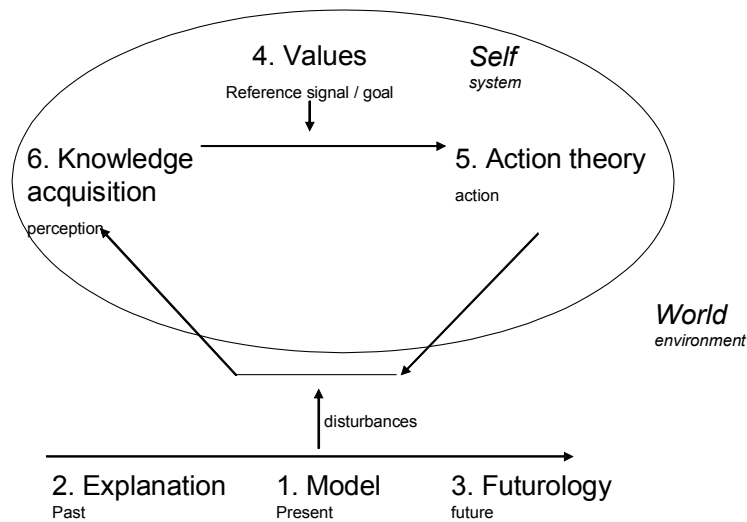 4. Values
Self
system
Reference signal / goal
6. Knowledge
acquisition
perception
5. Action theory
action
World
environment
disturbances
2. Explanation
Past
1. Model
Present
3. Futurology
future